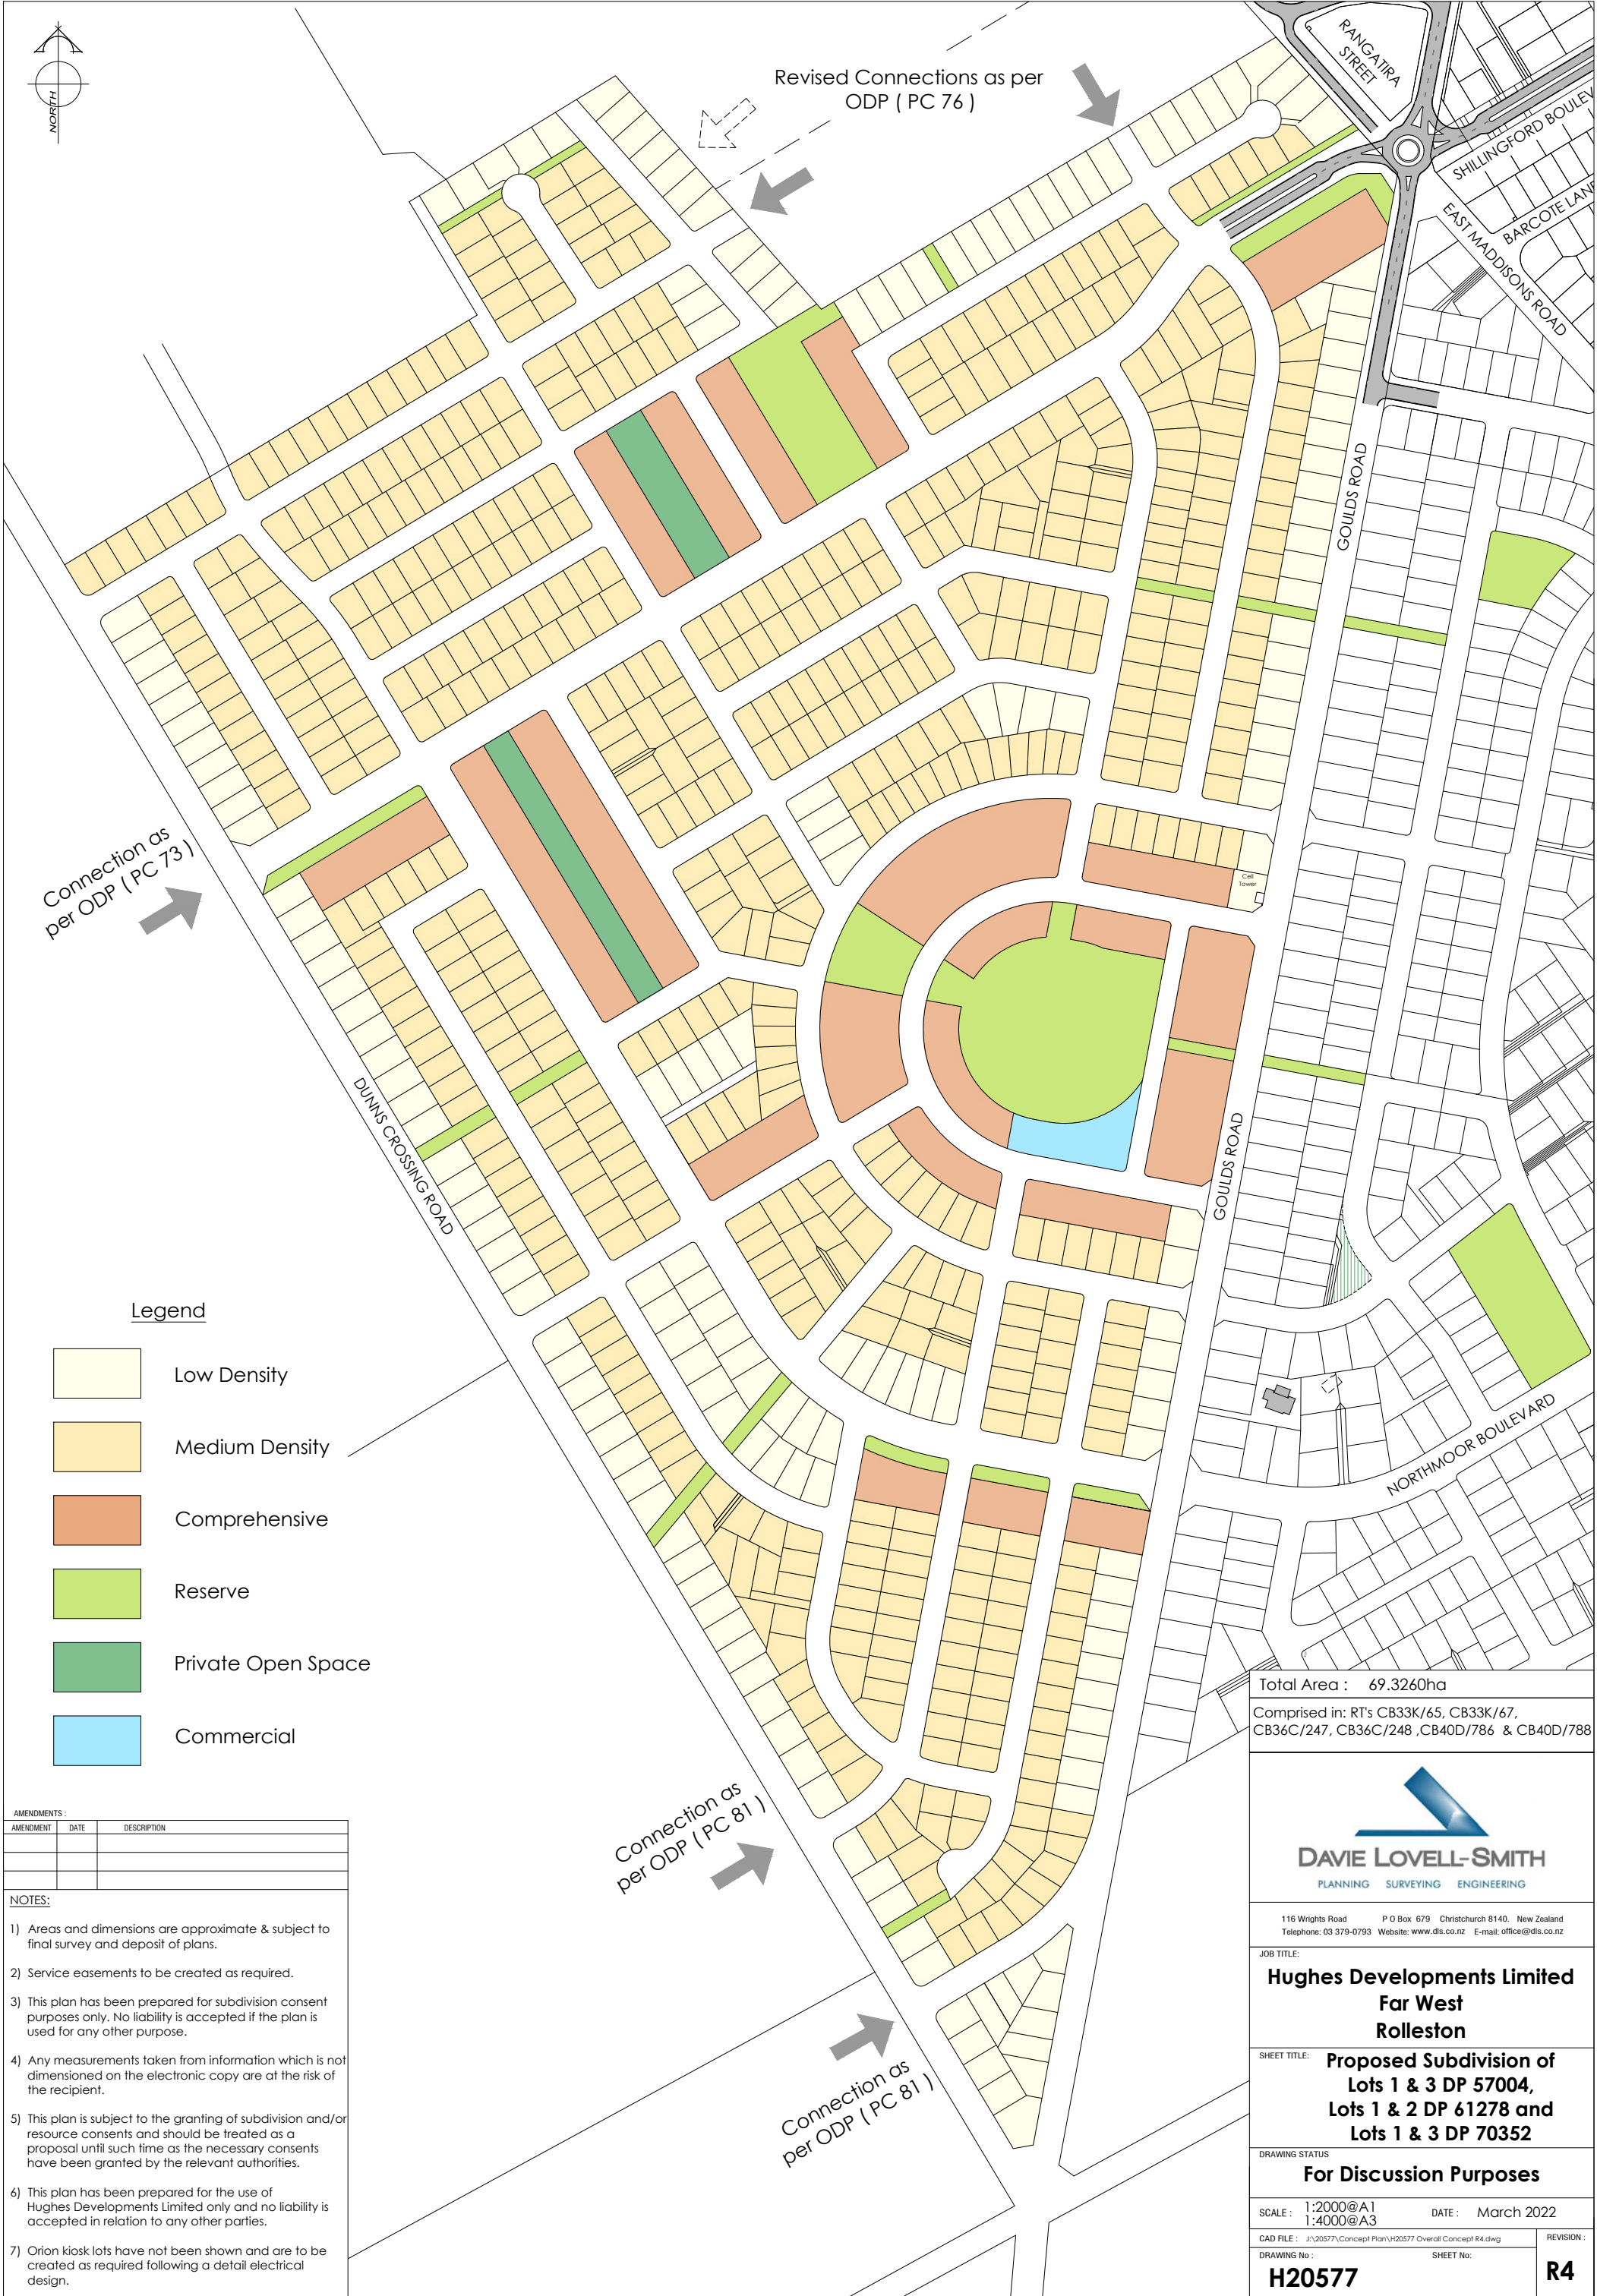 NORTH
Revised Connections as per
ODP ( PC 76 )
RANGATIRA
STREET
SHILLINGFORD BOULEV
BARCOTE LANE
EAST MADDISONS ROAD
GOULDS ROAD
Connection as
per ODP ( PC 73 )
Cell
Tower
DUNNS CROSSING ROAD
GOULDS ROAD
NORTHMOOR BOULEVARD
Legend
Low Density
Medium Density
Comprehensive
Reserve
Private Open Space
Commercial
Connection as
per ODP ( PC 81 )
Connection as
per ODP ( PC 81 )
AMENDMENTS :
AMENDMENT DATE DESCRIPTION
NOTES:
1) Areas and dimensions are approximate & subject to
final survey and deposit of plans.
2) Service easements to be created as required.
3) This plan has been prepared for subdivision consent
purposes only. No liability is accepted if the plan is
used for any other purpose.
4) Any measurements taken from information which is not
dimensioned on the electronic copy are at the risk of
the recipient.
5) This plan is subject to the granting of subdivision and/or
resource consents and should be treated as a
proposal until such time as the necessary consents
have been granted by the relevant authorities.
6) This plan has been prepared for the use of
Hughes Developments Limited only and no liability is
accepted in relation to any other parties.
7) Orion kiosk lots have not been shown and are to be
created as required following a detail electrical
design.
Total Area : 69.3260ha
Comprised in: RT's CB33K/65, CB33K/67,
CB36C/247, CB36C/248 ,CB40D/786 & CB40D/788
DAVIE LOVELL-SMITH
PLANNING SURVEYING ENGINEERING
116 Wrights Road P O Box 679 Christchurch 8140. New Zealand
Telephone: 03 379-0793 Website: www.dls.co.nz E-mail: office@dls.co.nz
JOB TITLE:
Hughes Developments Limited
Far West
Rolleston
SHEET TITLE: Proposed Subdivision of
Lots 1 & 3 DP 57004,
Lots 1 & 2 DP 61278 and
Lots 1 & 3 DP 70352
DRAWING STATUS
For Discussion Purposes
SCALE : 1:2000@A1
1:4000@A3
DATE : March 2022
CAD FILE : J:\20577\Concept Plan\H20577 Overall Concept R4.dwg
REVISION :
DRAWING No : SHEET No:
H20577
R4